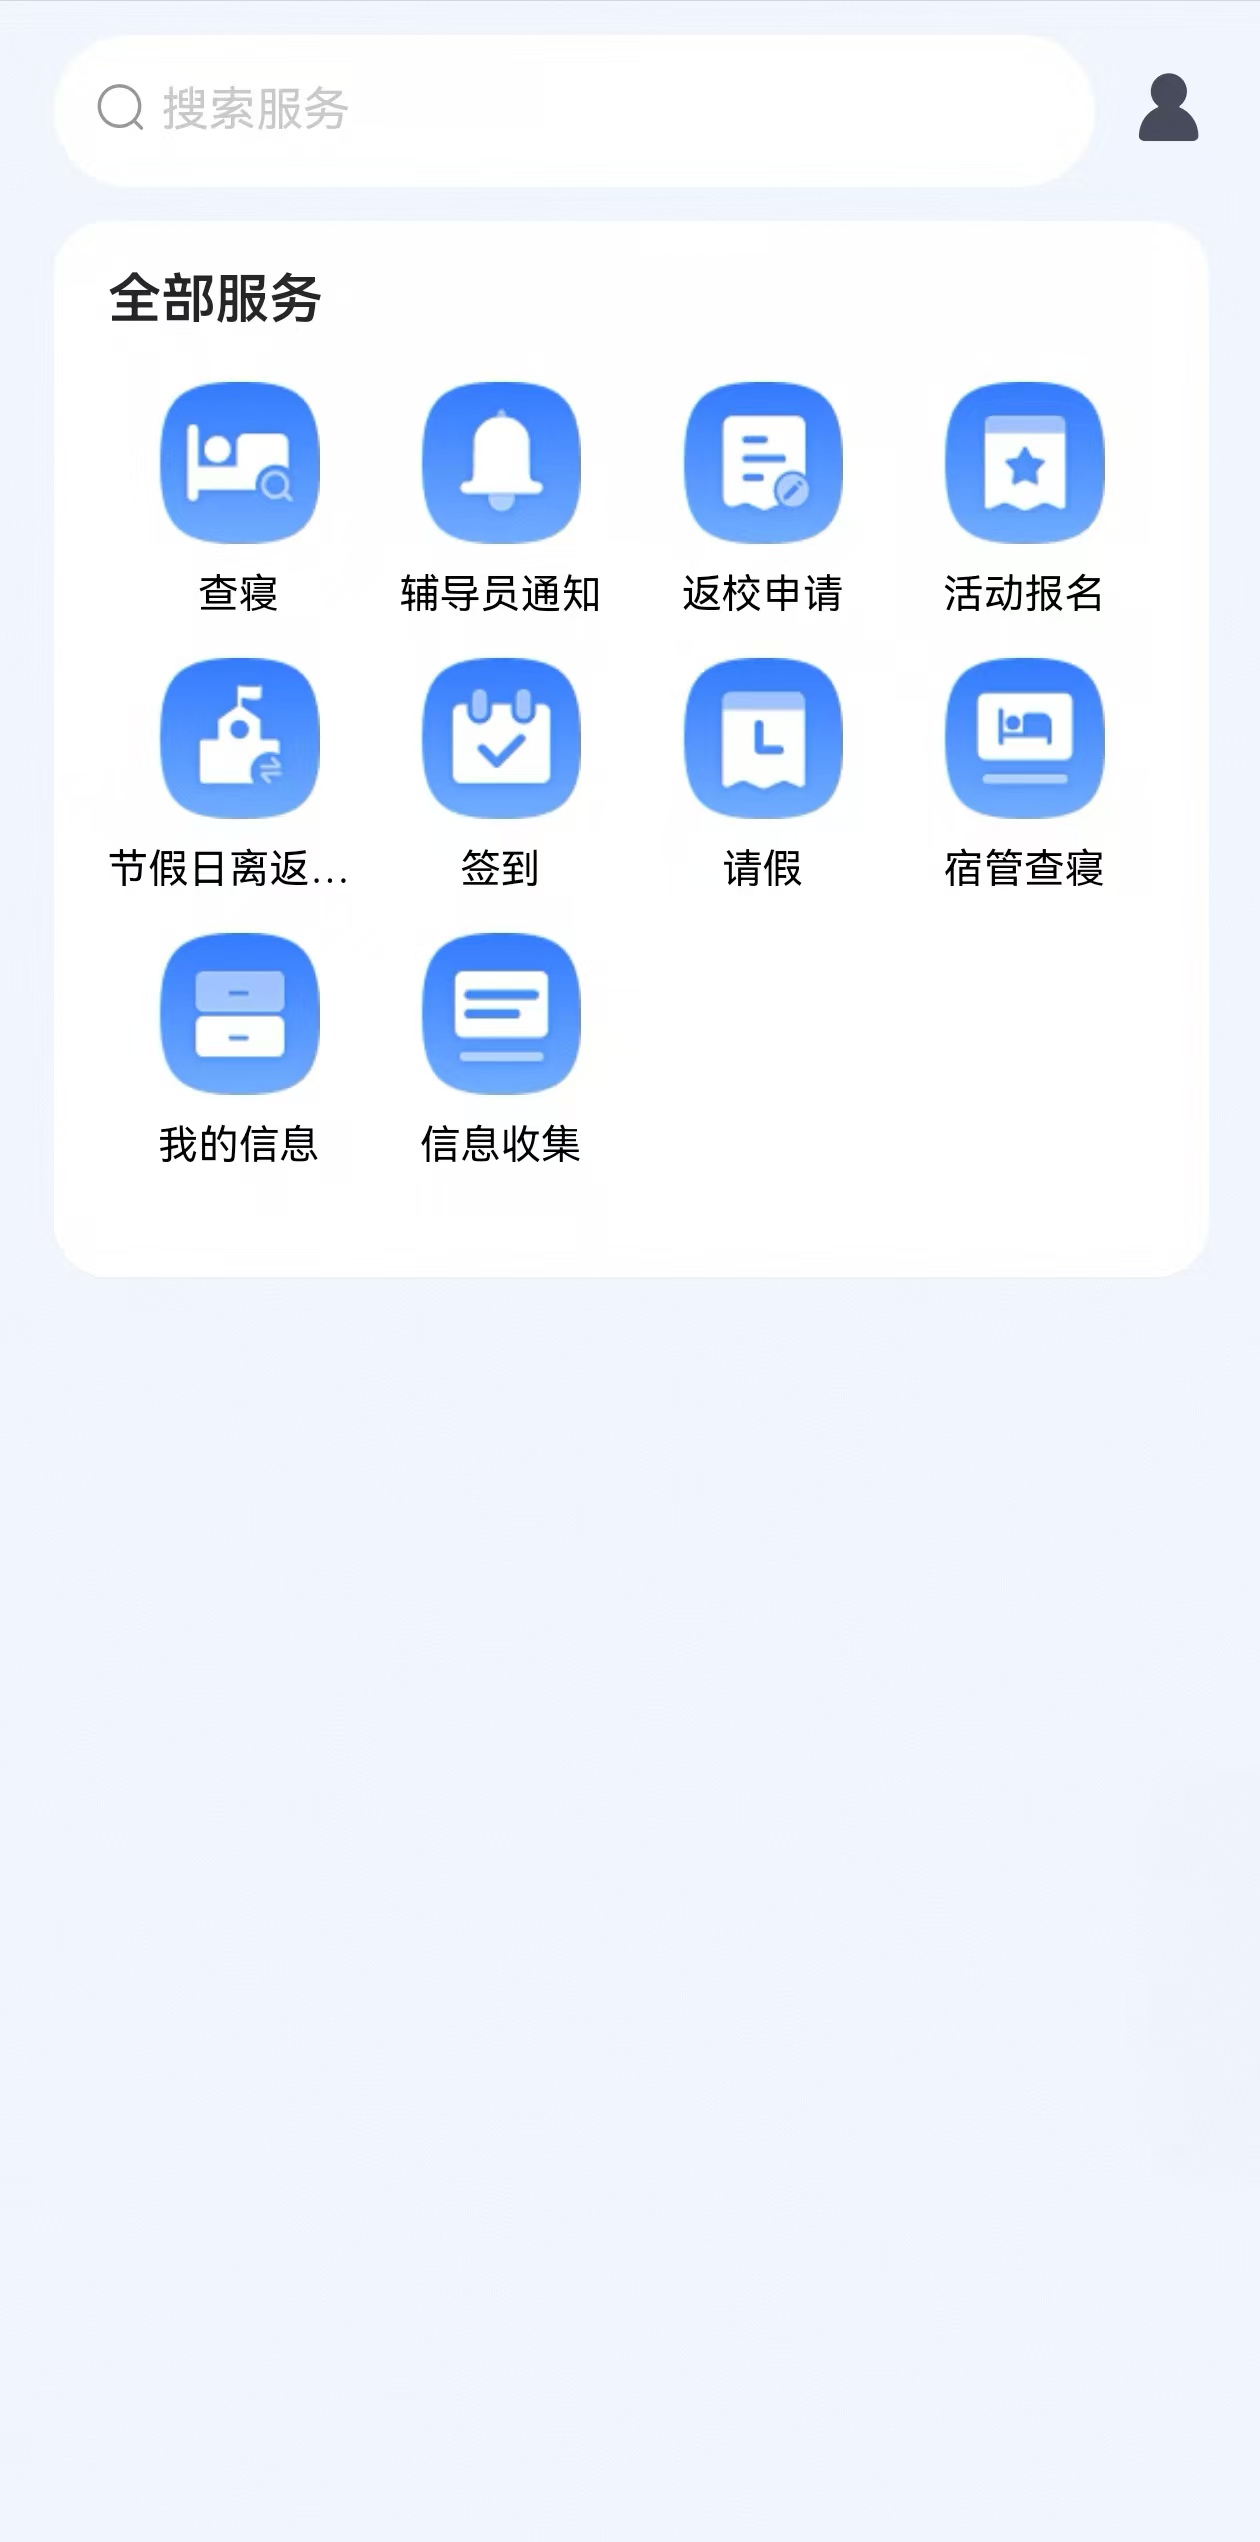 搜索服务
全部服务
查寝
辅导员通知
返校申请
活动报名
节假日离返...
签到
请假
宿管查寝
我的信息
信息收集